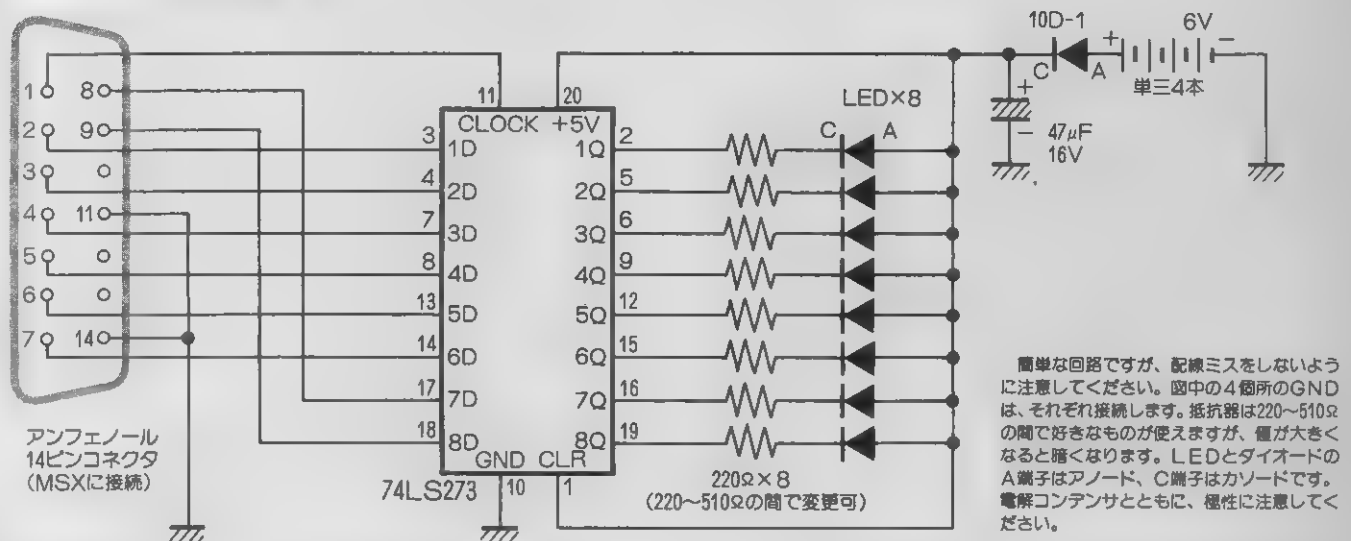 10D-1
6V
+
-
C
A
単三4本
+
-
47μF
16V
LED×8
C
A
11
20
CLOCK +5V
1
8
2
9
3
4
11
5
6
7
14
3
1D
1Q
2
4
2D
2Q
5
7
3D
3Q
6
8
4D
4Q
9
13
5D
5Q
12
14
6D
6Q
15
17
7D
7Q
16
18
8D
8Q
19
GND CLR
10
1
74LS273
220Ω×8
(220〜510Ωの間で変更可)
アンフェノール
14ピンコネクタ
(MSXに接続)
簡単な回路ですが、配線ミスをしないよう
に注意してください。図中の4個所のGND
は、それぞれ接続します。抵抗器は220〜510Ω
の間で好きなものが使えますが、値が大きく
なると暗くなります。LEDとダイオードの
A端子はアノード、C端子はカソードです。
電解コンデンサとともに、極性に注意してく
ださい。